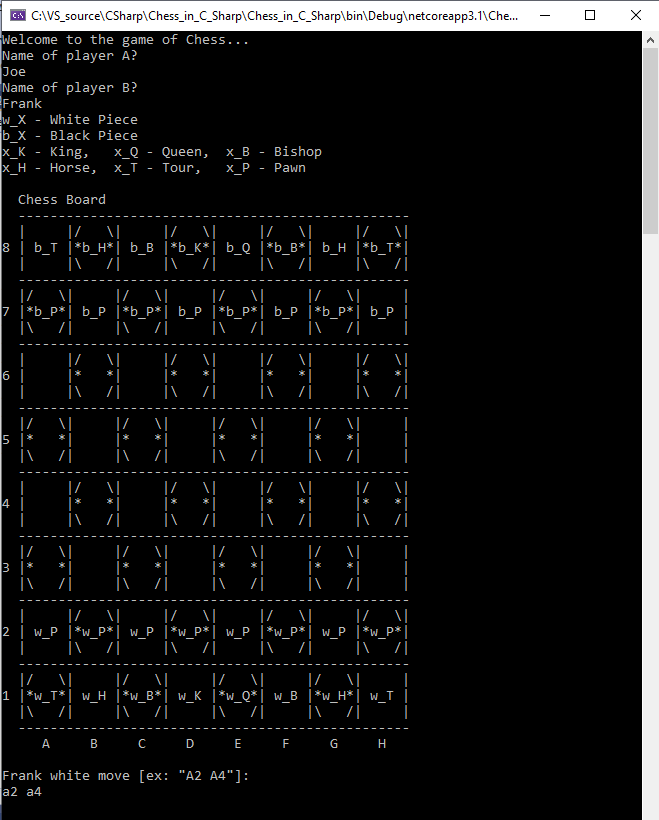 C:\VS_source\CSharp\Chess_in_C_Sharp\Chess_in_C_Sharp\bin\Debug\netcoreapp3.1\Che...
Welcome to the game of Chess...
Name of player A?
Joe
Name of player B?
Frank
w_X - White Piece
b_X - Black Piece
x_K - King,   x_Q - Queen,  x_B - Bishop
x_H - Horse,  x_T - Tour,   x_P - Pawn

  Chess Board
  -------------------------------------------------
  |     |/   \|     |/   \|     |/   \|     |/   \|
8 | b_T |*b_H*| b_B |*b_K*| b_Q |*b_B*| b_H |*b_T*|
  |     |\   /|     |\   /|     |\   /|     |\   /|
  -------------------------------------------------
  |/   \|     |/   \|     |/   \|     |/   \|     |
7 |*b_P*| b_P |*b_P*| b_P |*b_P*| b_P |*b_P*| b_P |
  |\   /|     |\   /|     |\   /|     |\   /|     |
  -------------------------------------------------
  |     |/   \|     |/   \|     |/   \|     |/   \|
6 |     |*   *|     |*   *|     |*   *|     |*   *|
  |     |\   /|     |\   /|     |\   /|     |\   /|
  -------------------------------------------------
  |/   \|     |/   \|     |/   \|     |/   \|     |
5 |*   *|     |*   *|     |*   *|     |*   *|     |
  |\   /|     |\   /|     |\   /|     |\   /|     |
  -------------------------------------------------
  |     |/   \|     |/   \|     |/   \|     |/   \|
4 |     |*   *|     |*   *|     |*   *|     |*   *|
  |     |\   /|     |\   /|     |\   /|     |\   /|
  -------------------------------------------------
  |/   \|     |/   \|     |/   \|     |/   \|     |
3 |*   *|     |*   *|     |*   *|     |*   *|     |
  |\   /|     |\   /|     |\   /|     |\   /|     |
  -------------------------------------------------
  |     |/   \|     |/   \|     |/   \|     |/   \|
2 | w_P |*w_P*| w_P |*w_P*| w_P |*w_P*| w_P |*w_P*|
  |     |\   /|     |\   /|     |\   /|     |\   /|
  -------------------------------------------------
  |/   \|     |/   \|     |/   \|     |/   \|     |
1 |*w_T*| w_H |*w_B*| w_K |*w_Q*| w_B |*w_H*| w_T |
  |\   /|     |\   /|     |\   /|     |\   /|     |
  -------------------------------------------------
     A     B     C     D     E     F     G     H

Frank white move [ex: "A2 A4"]:
a2 a4